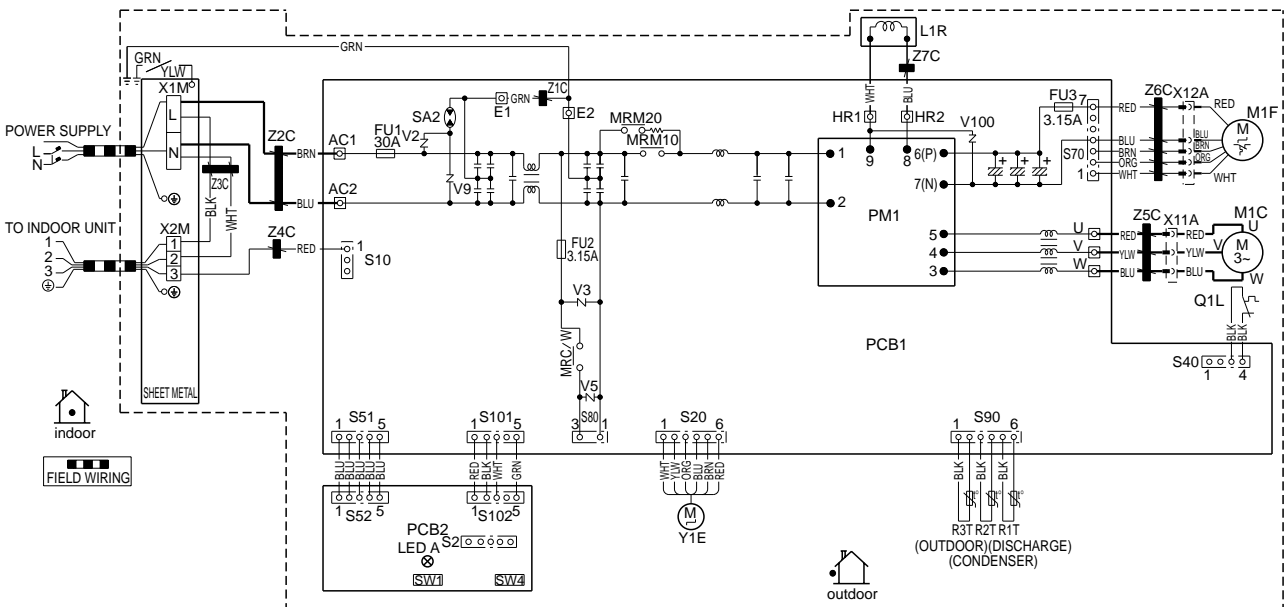 GRN
L1R
Z7C
GRN
YLW
X1M
L
N
POWER SUPPLY
L
N
Z3C
BLK
WHT
TO INDOOR UNIT
1
2
3
X2M
1
2
3
SHEET METAL
indoor
FIELD WIRING
Z2C
BRN
BLU
Z4C
RED
AC1
AC2
1
S10
FU1
30A
V2
SA2
V9
E1
GRN
Z1C
E2
MRM20
MRM10
FU2
3.15A
V3
MRC/W
V5
3 S80 1
WHT
BLU
HR1
HR2
V100
9
8
1
2
6(P)
7(N)
PM1
5
4
3
PCB1
FU3
3.15A
7
S70
1
RED
BLU
BRN
ORG
WHT
Z6C
X12A
RED
BLU
BRN
ORG
WHT
M1F
M
U
V
W
RED
YLW
BLU
Z5C
X11A
RED
YLW
BLU
M1C
U
V
W
M
3~
Q1L
BLK
BLK
S40
1 4
1 S51 5
BLU
BLU
BLU
BLU
BLU
1 S52 5
1 S101 5
RED
BLK
WHT
GRN
1 S102 5
PCB2
LED A
S2
SW1
SW4
1 S20 6
WHT
YLW
ORG
BLU
BRN
RED
M
Y1E
1 S90 6
BLK
BLK
BLK
t°
t°
t°
R3T R2T R1T
(OUTDOOR)(DISCHARGE)
(CONDENSER)
outdoor